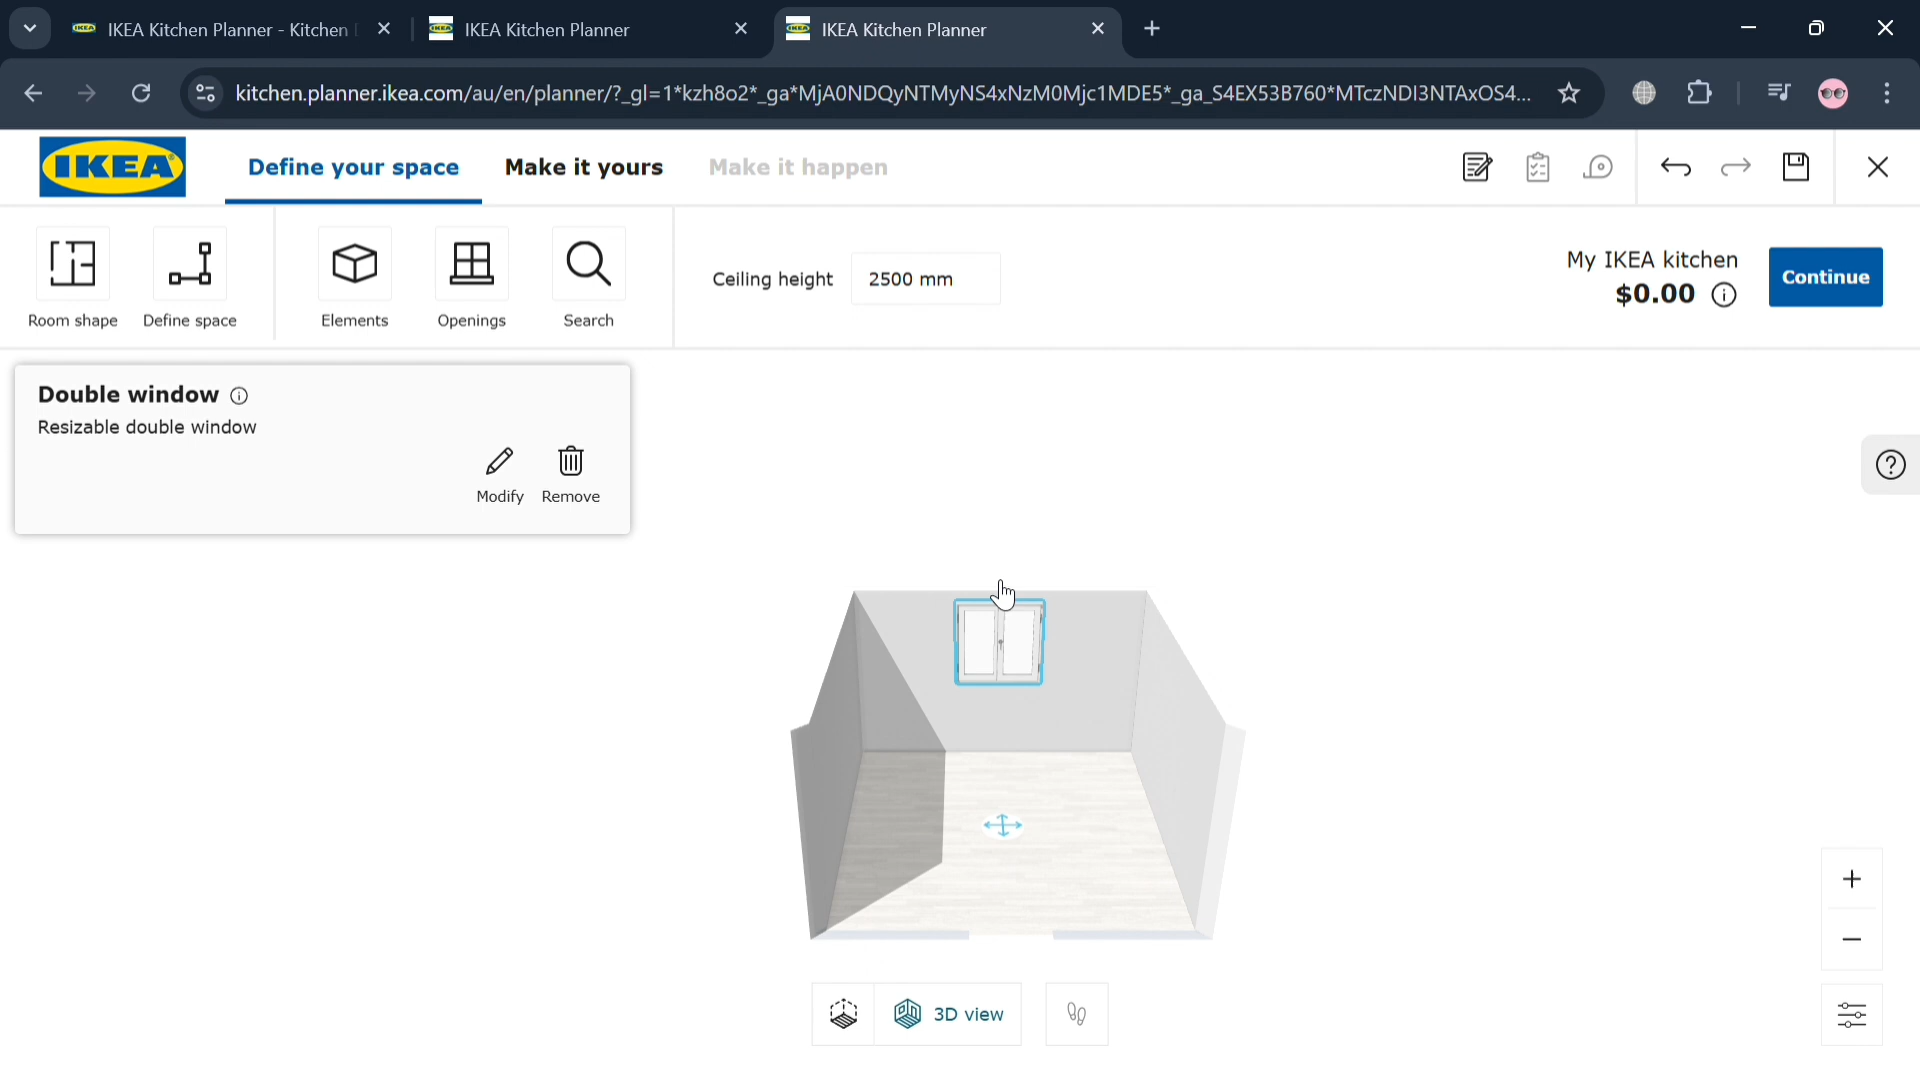 IKEA Kitchen Planner - Kitchen
IKEA Kitchen Planner
IKEA Kitchen Planner
kitchen.planner.ikea.com/au/en/planner/?_gl=1*kzh8o2*_ga*MjA0NDQyNTMyNS4xNzM0Mjc1MDE5*_ga_S4EX53B760*MTczNDI3NTAxOS4...
IKEA
Define your space
Make it yours
Make it happen
Room shape
Define space
Elements
Openings
Search
Ceiling height
2500 mm
My IKEA kitchen
$0.00
Continue
Double window
Resizable double window
Modify
Remove
3D view